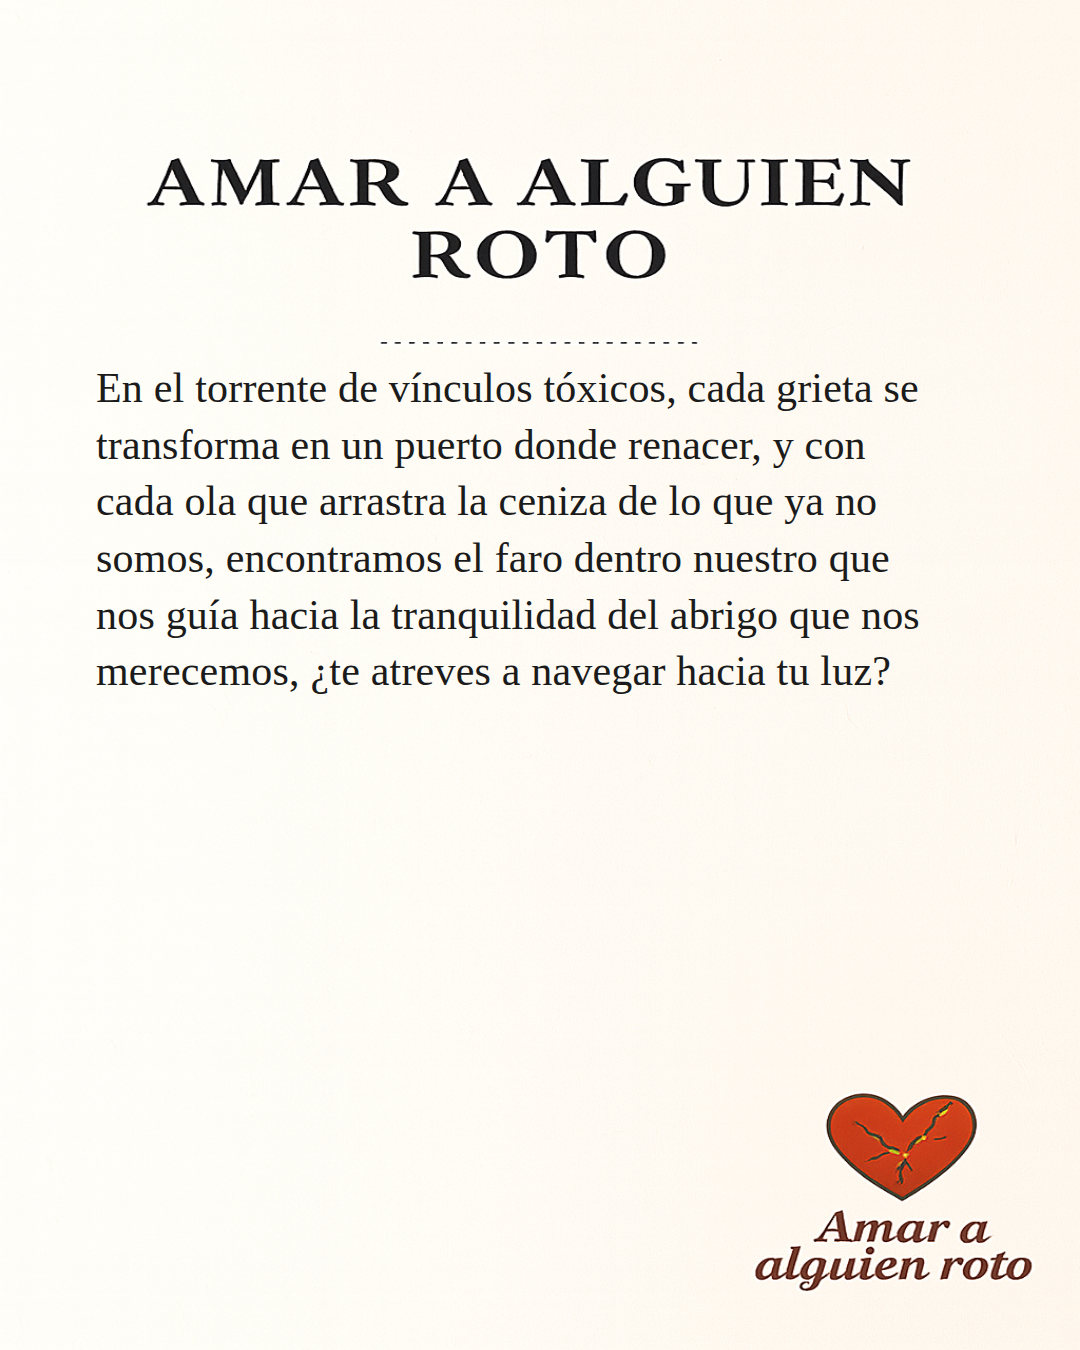 AMAR A ALGUIEN
ROTO
----------------------
En el torrente de vínculos tóxicos, cada grieta se
transforma en un puerto donde renacer, y con
cada ola que arrastra la ceniza de lo que ya no
somos, encontramos el faro dentro nuestro que
nos guía hacia la tranquilidad del abrigo que nos
merecemos, ¿te atreves a navegar hacia tu luz?
Amar a
alguien roto